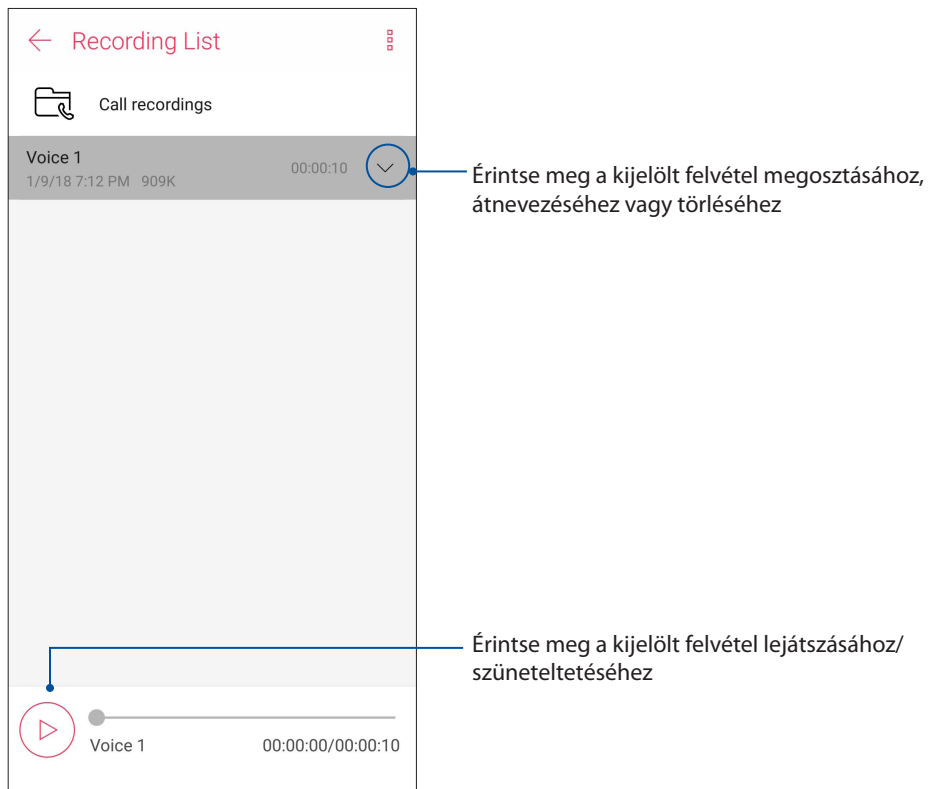 Recording List
Call recordings
Voice 1
00:00:10
1/9/18 7:12 PM 909K
Érintse meg a kijelölt felvétel megosztásához,
átnevezéséhez vagy törléséhez
Érintse meg a kijelölt felvétel lejátszásához/
szüneteltetéséhez
Voice 1
00:00:00/00:00:10